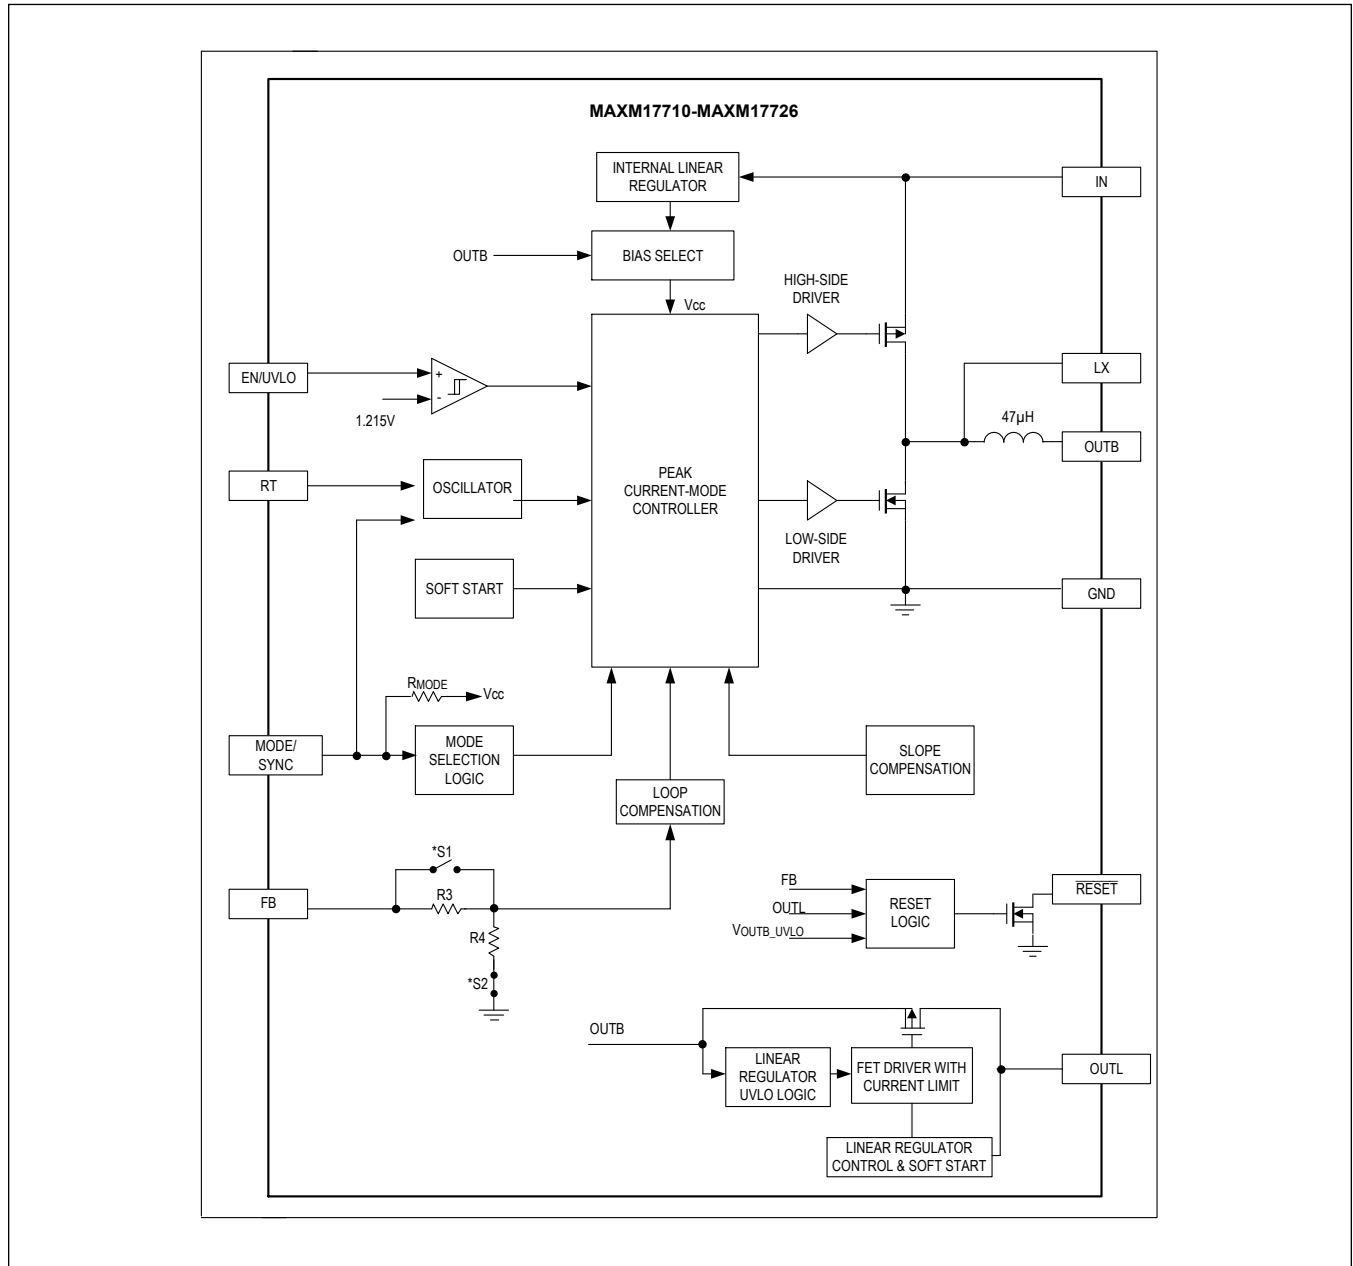 MAXM17710-MAXM17726
INTERNAL LINEAR
REGULATOR
IN
OUTB
BIAS SELECT
Vcc
HIGH-SIDE
DRIVER
EN/UVLO
+
-
1.215V
LX
47µH
OUTB
RT
OSCILLATOR
PEAK
CURRENT-MODE
CONTROLLER
LOW-SIDE
DRIVER
SOFT START
GND
RMODE
Vcc
MODE/
SYNC
MODE
SELECTION
LOGIC
SLOPE
COMPENSATION
LOOP
COMPENSATION
*S1
FB
R3
R4
*S2
FB
OUTL
VOUTB_UVLO
RESET
LOGIC
RESET
OUTB
LINEAR
REGULATOR
UVLO LOGIC
FET DRIVER WITH
CURRENT LIMIT
OUTL
LINEAR REGULATOR
CONTROL & SOFT START